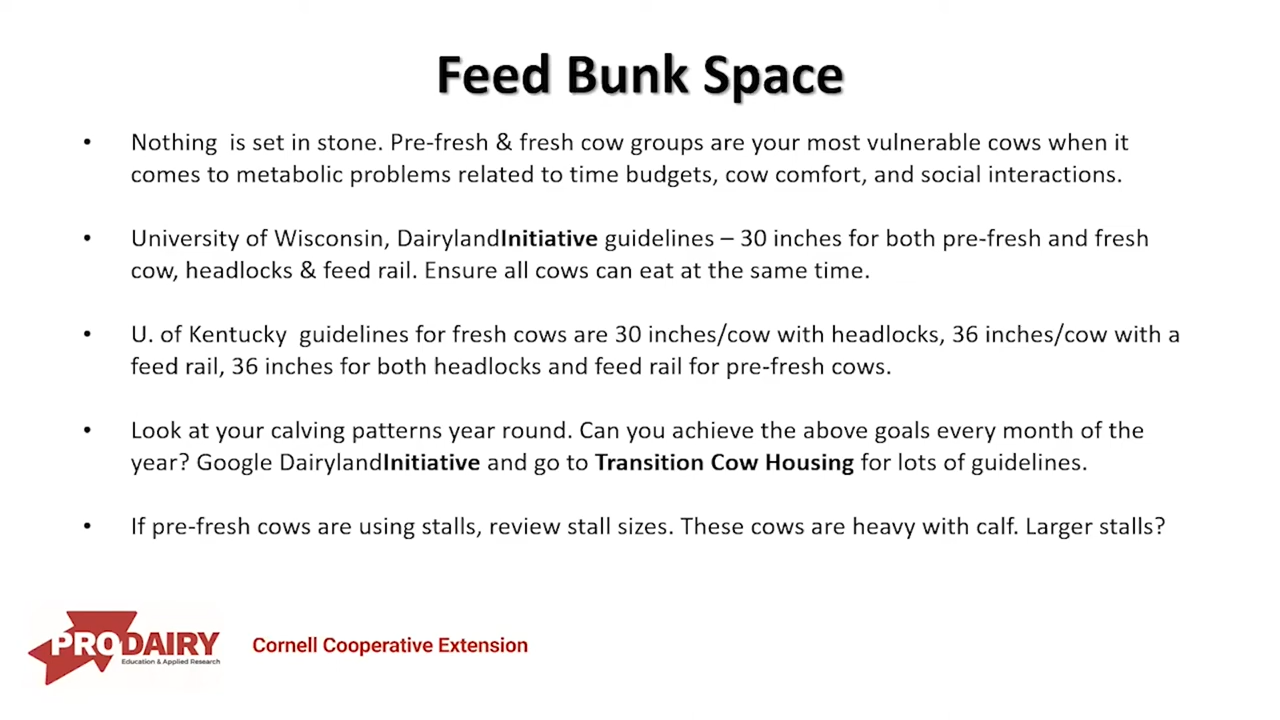 Feed Bunk Space
• Nothing is set in stone. Pre-fresh & fresh cow groups are your most vulnerable cows when it
comes to metabolic problems related to time budgets, cow comfort, and social interactions.
• University of Wisconsin, DairylandInitiative guidelines – 30 inches for both pre-fresh and fresh
cow, headlocks & feed rail. Ensure all cows can eat at the same time.
• U. of Kentucky guidelines for fresh cows are 30 inches/cow with headlocks, 36 inches/cow with a
feed rail, 36 inches for both headlocks and feed rail for pre-fresh cows.
• Look at your calving patterns year round. Can you achieve the above goals every month of the
year? Google DairylandInitiative and go to Transition Cow Housing for lots of guidelines.
• If pre-fresh cows are using stalls, review stall sizes. These cows are heavy with calf. Larger stalls?
PRODAIRY
Education & Applied Research
Cornell Cooperative Extension